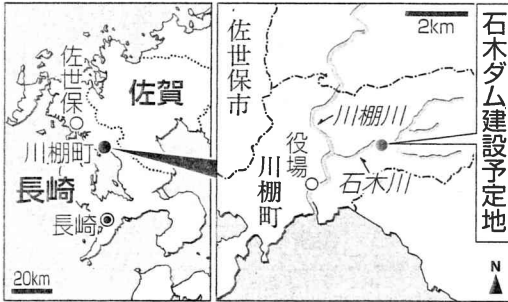 佐世保
佐賀
川棚町
長崎
長崎
20km
2km
佐世保市
川棚川
役場
川棚町
石木川
石木ダム建設予定地
N